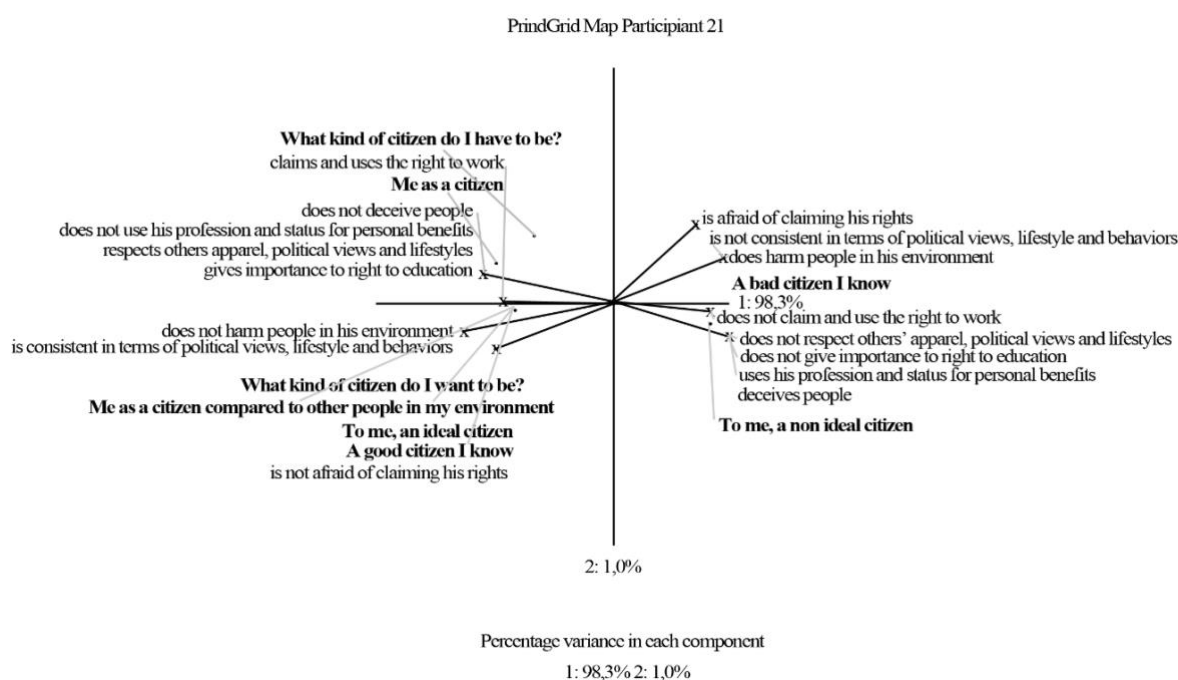 PrindGrid Map Participiant 21
What kind of citizen do I have to be?
claims and uses the right to work
Me as a citizen
does not deceive people
does not use his profession and status for personal benefits
respects others apparel, political views and lifestyles
gives importance to right to education
x is afraid of claiming his rights
is not consistent in terms of political views, lifestyle and behaviors
x does harm people in his environment
A bad citizen I know
1: 98,3%
x does not claim and use the right to work
x does not respect others' apparel, political views and lifestyles
does not give importance to right to education
uses his profession and status for personal benefits
deceives people
To me, a non ideal citizen
x
x
does not harm people in his environment x
is consistent in terms of political views, lifestyle and behaviors x
What kind of citizen do I want to be?
Me as a citizen compared to other people in my environment
To me, an ideal citizen
A good citizen I know
is not afraid of claiming his rights
2: 1,0%
Percentage variance in each component
1: 98,3% 2: 1,0%